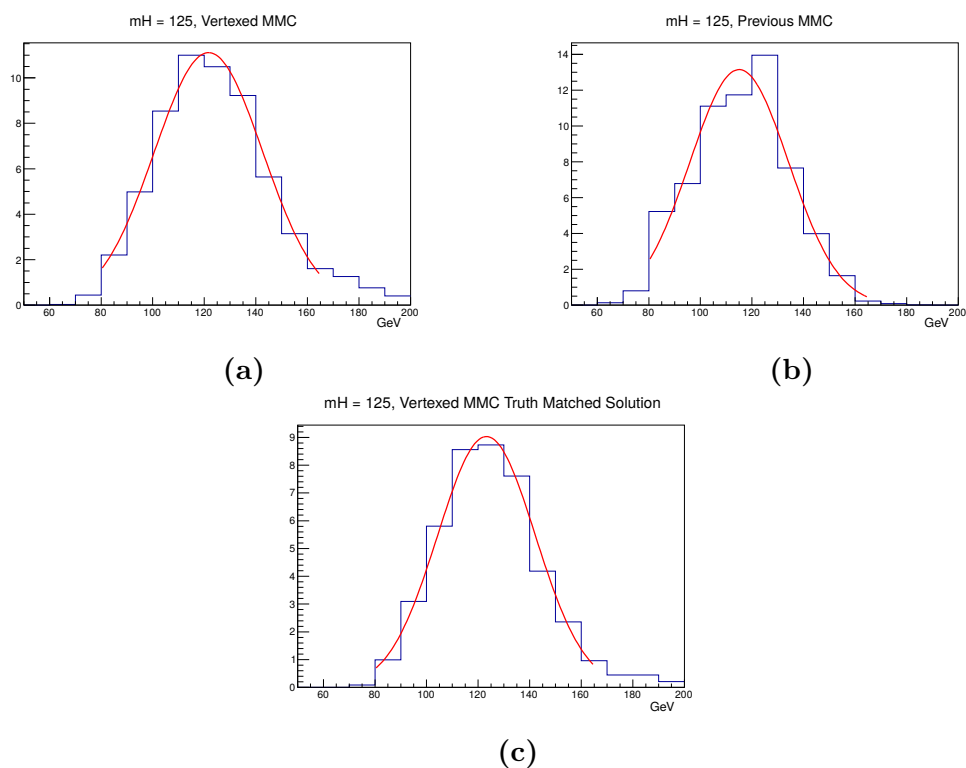 mH = 125, Vertexed MMC
10
8
6
4
2
0
60 80 100 120 140 160 180 200
GeV
(a)
mH = 125, Previous MMC
14
12
10
8
6
4
2
0
60 80 100 120 140 160 180 200
GeV
(b)
mH = 125, Vertexed MMC Truth Matched Solution
9
8
7
6
5
4
3
2
1
0
60 80 100 120 140 160 180 200
GeV
(c)